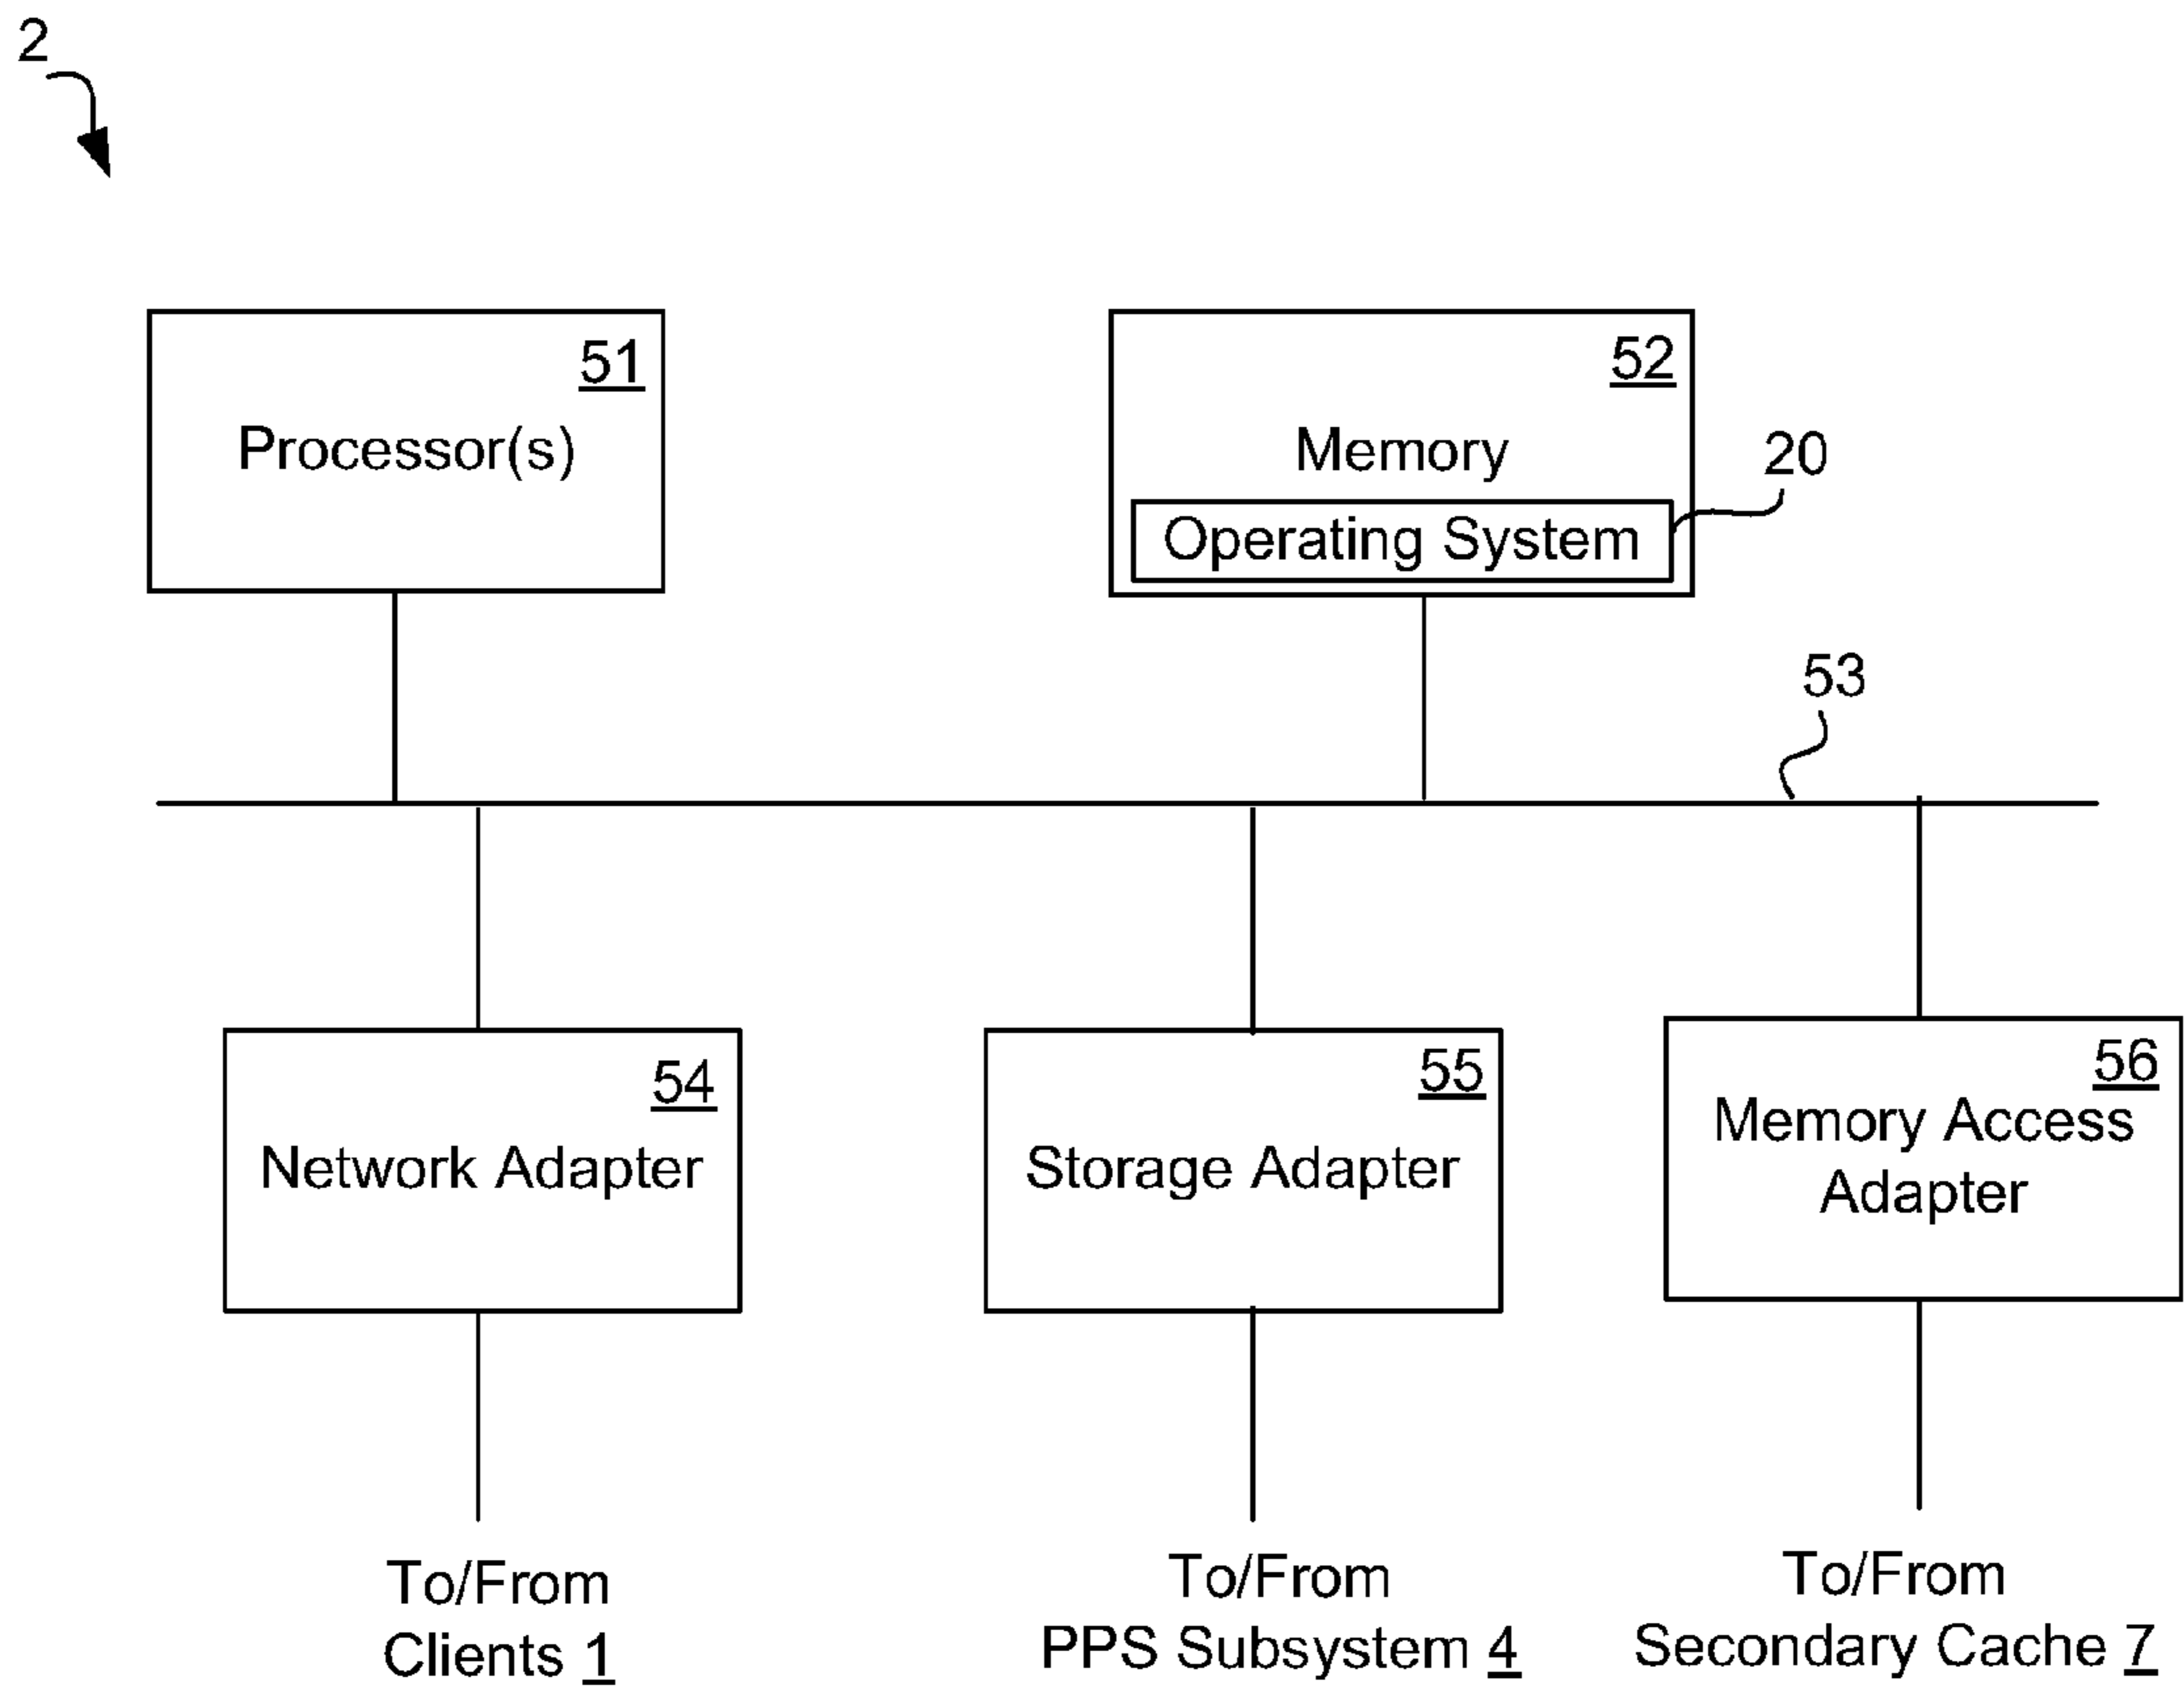 2
51
Processor(s)
52
Memory
20
Operating System
53
54
Network Adapter
55
Storage Adapter
56
Memory Access
Adapter
To/From
Clients 1
To/From
PPS Subsystem 4
To/From
Secondary Cache 7